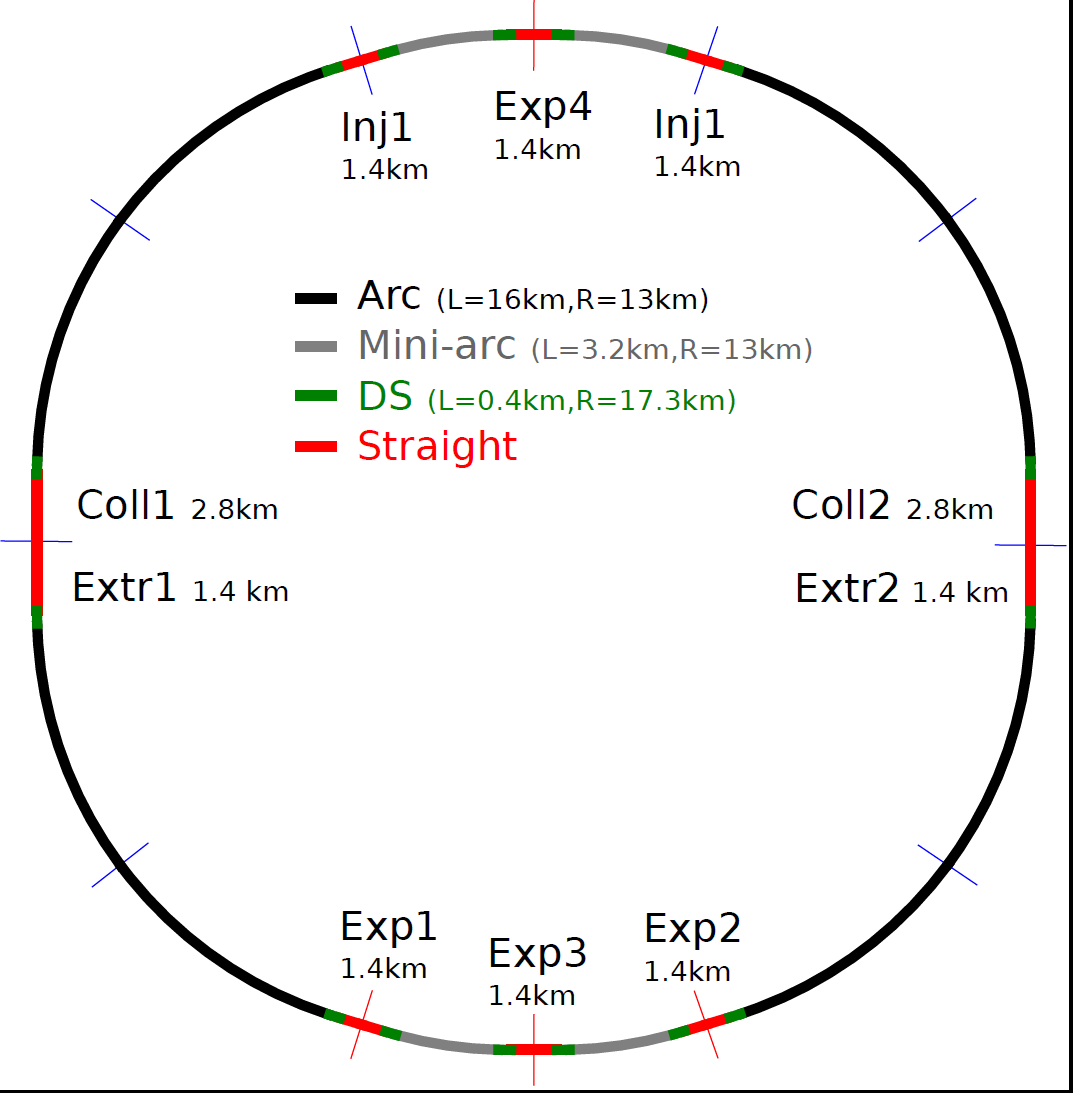 Exp4
1.4km
Inj1
1.4km
Inj1
1.4km
Arc (L=16km,R=13km)
Mini-arc (L=3.2km,R=13km)
DS (L=0.4km,R=17.3km)
Straight
Coll1 2.8km
Extr1 1.4 km
Coll2 2.8km
Extr2 1.4 km
Exp1
1.4km
Exp3
1.4km
Exp2
1.4km